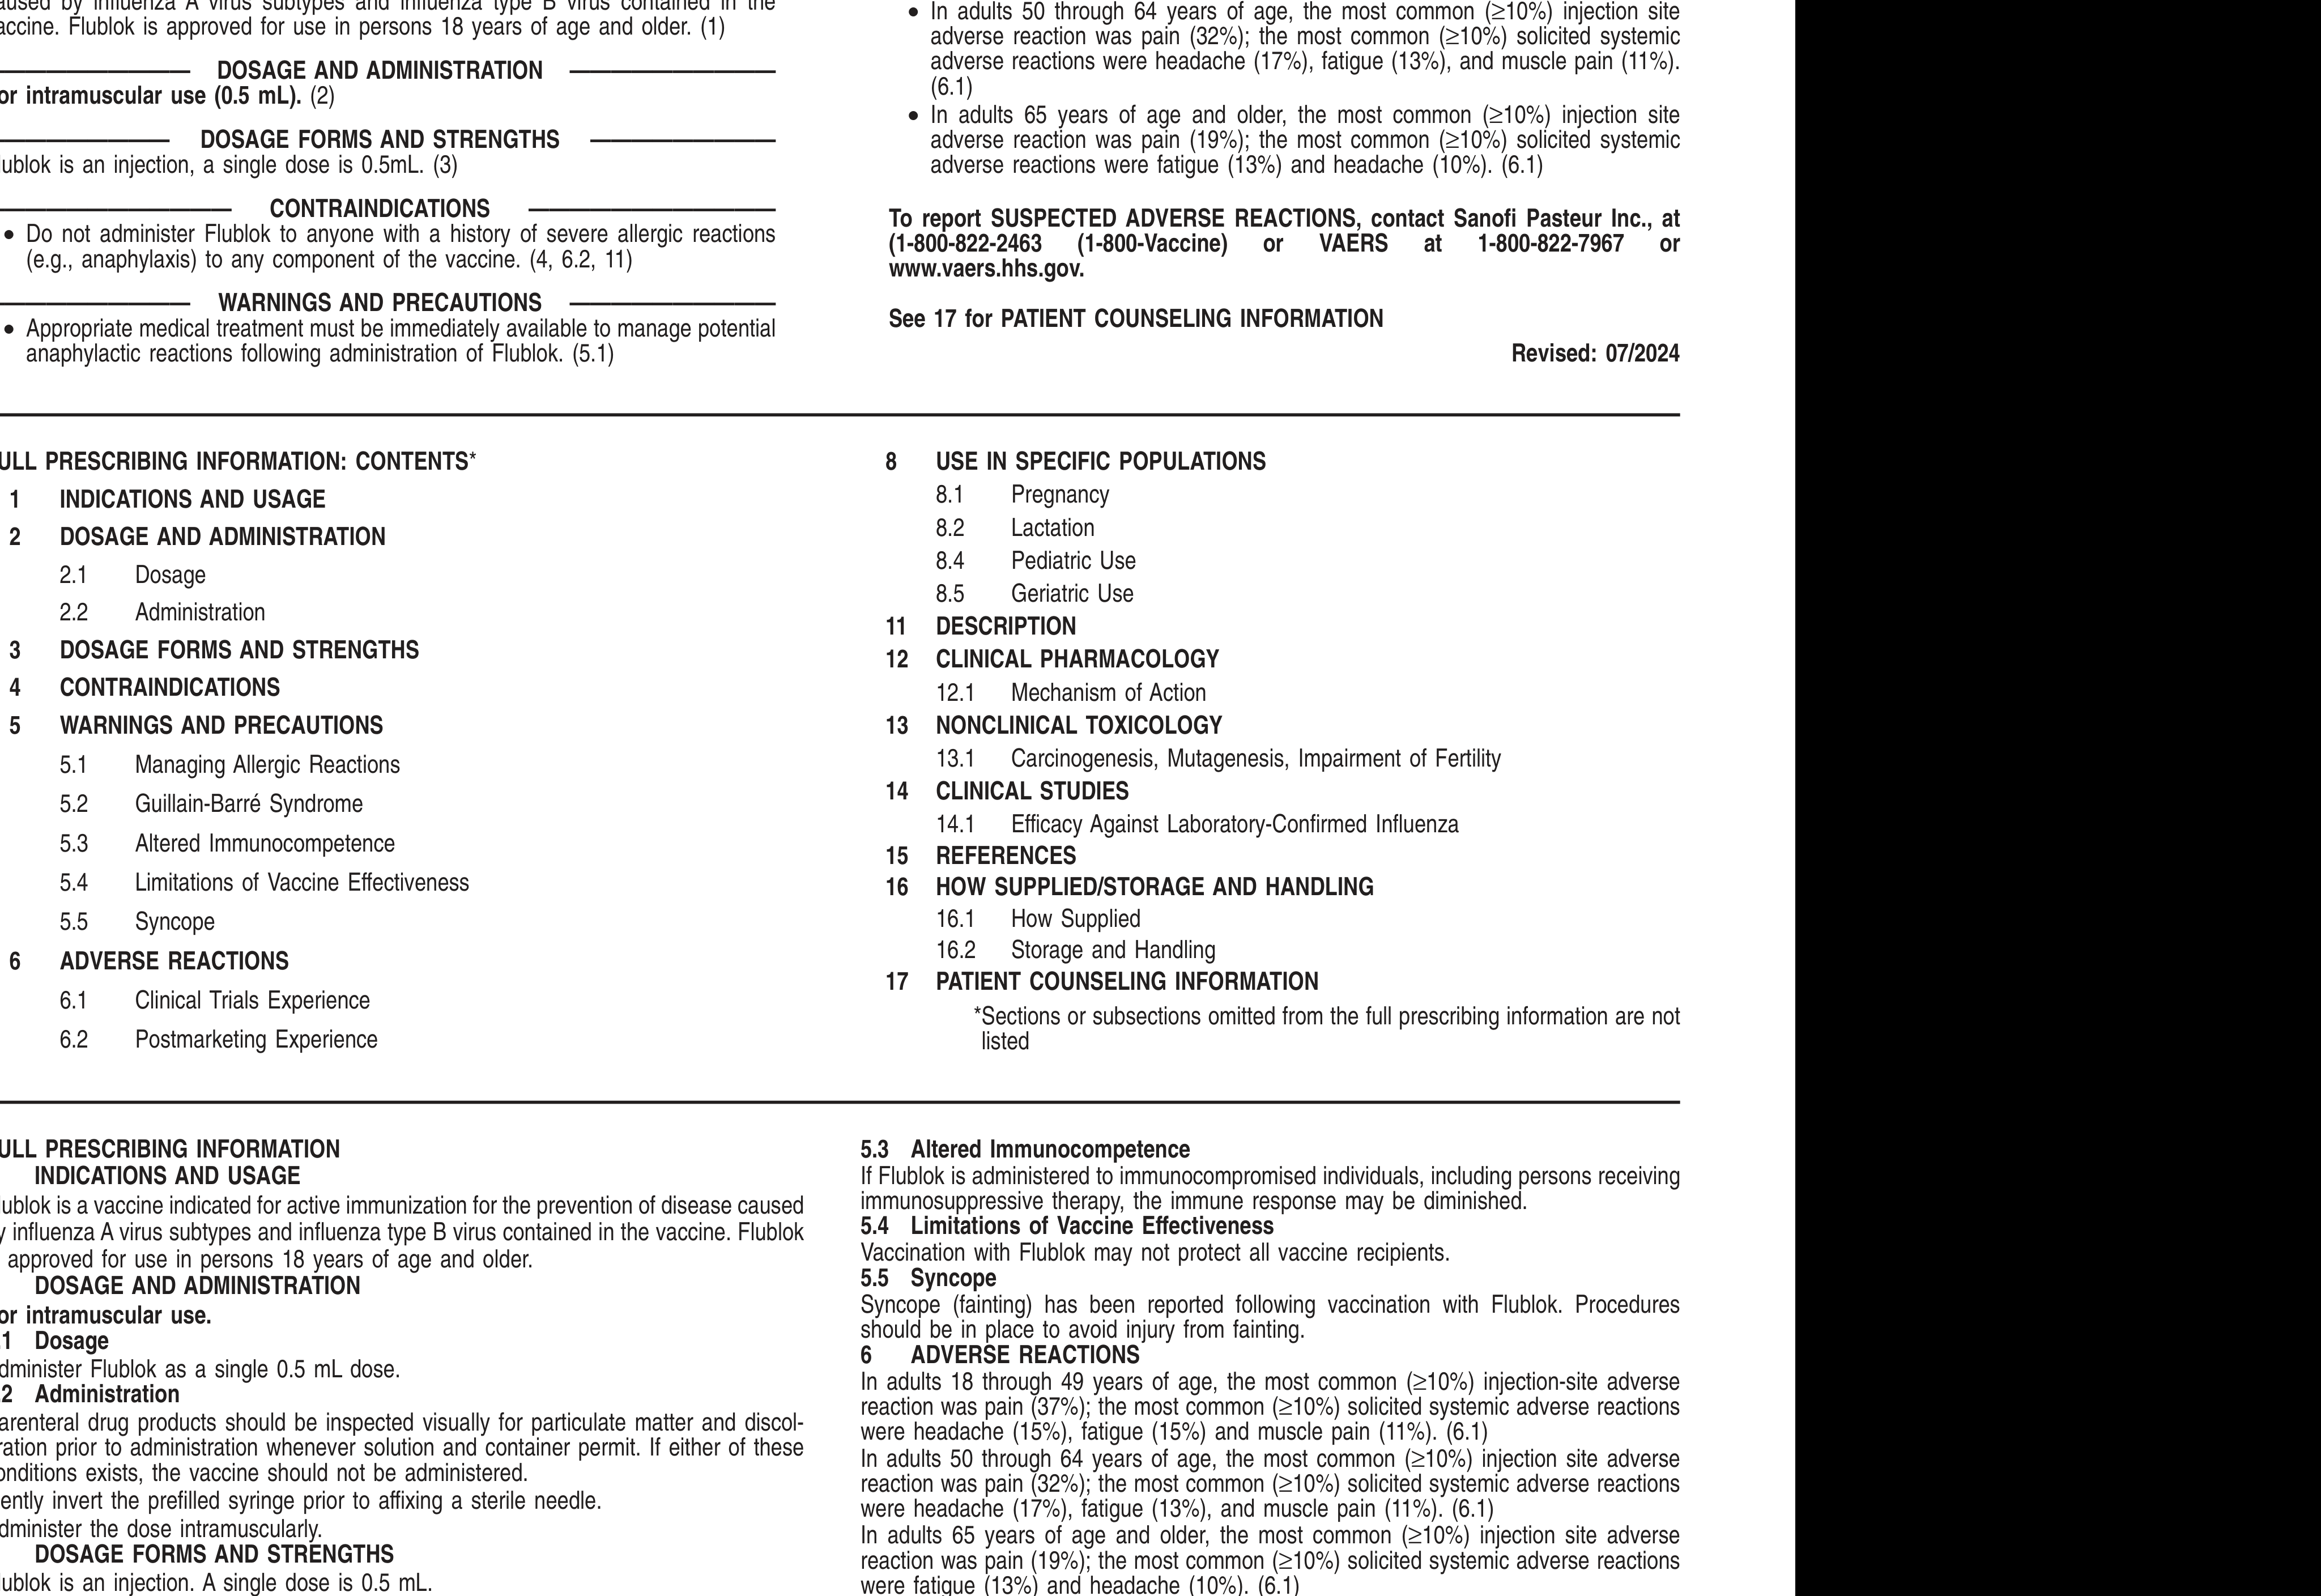 aused by influenza A virus subtypes and influenza type B virus contained in the
accine. Flublok is approved for use in persons 18 years of age and older. (1)
DOSAGE AND ADMINISTRATION
or intramuscular use (0.5 mL). (2)
DOSAGE FORMS AND STRENGTHS
lublok is an injection, a single dose is 0.5mL. (3)
CONTRAINDICATIONS
• Do not administer Flublok to anyone with a history of severe allergic reactions
(e.g., anaphylaxis) to any component of the vaccine. (4, 6.2, 11)
WARNINGS AND PRECAUTIONS
• Appropriate medical treatment must be immediately available to manage potential
anaphylactic reactions following administration of Flublok. (5.1)
• In adults 50 through 64 years of age, the most common (≥10%) injection site
adverse reaction was pain (32%); the most common (≥10%) solicited systemic
adverse reactions were headache (17%), fatigue (13%), and muscle pain (11%).
(6.1)
• In adults 65 years of age and older, the most common (≥10%) injection site
adverse reaction was pain (19%); the most common (≥10%) solicited systemic
adverse reactions were fatigue (13%) and headache (10%). (6.1)
To report SUSPECTED ADVERSE REACTIONS, contact Sanofi Pasteur Inc., at
(1-800-822-2463 (1-800-Vaccine) or VAERS at 1-800-822-7967 or
www.vaers.hhs.gov.
See 17 for PATIENT COUNSELING INFORMATION
Revised: 07/2024
ULL PRESCRIBING INFORMATION: CONTENTS*
1 INDICATIONS AND USAGE
2 DOSAGE AND ADMINISTRATION
2.1 Dosage
2.2 Administration
3 DOSAGE FORMS AND STRENGTHS
4 CONTRAINDICATIONS
5 WARNINGS AND PRECAUTIONS
5.1 Managing Allergic Reactions
5.2 Guillain-Barré Syndrome
5.3 Altered Immunocompetence
5.4 Limitations of Vaccine Effectiveness
5.5 Syncope
6 ADVERSE REACTIONS
6.1 Clinical Trials Experience
6.2 Postmarketing Experience
8 USE IN SPECIFIC POPULATIONS
8.1 Pregnancy
8.2 Lactation
8.4 Pediatric Use
8.5 Geriatric Use
11 DESCRIPTION
12 CLINICAL PHARMACOLOGY
12.1 Mechanism of Action
13 NONCLINICAL TOXICOLOGY
13.1 Carcinogenesis, Mutagenesis, Impairment of Fertility
14 CLINICAL STUDIES
14.1 Efficacy Against Laboratory-Confirmed Influenza
15 REFERENCES
16 HOW SUPPLIED/STORAGE AND HANDLING
16.1 How Supplied
16.2 Storage and Handling
17 PATIENT COUNSELING INFORMATION
*Sections or subsections omitted from the full prescribing information are not
listed
ULL PRESCRIBING INFORMATION
INDICATIONS AND USAGE
lublok is a vaccine indicated for active immunization for the prevention of disease caused
y influenza A virus subtypes and influenza type B virus contained in the vaccine. Flublok
approved for use in persons 18 years of age and older.
DOSAGE AND ADMINISTRATION
or intramuscular use.
.1 Dosage
dminister Flublok as a single 0.5 mL dose.
.2 Administration
arenteral drug products should be inspected visually for particulate matter and discol-
ration prior to administration whenever solution and container permit. If either of these
onditions exists, the vaccine should not be administered.
ently invert the prefilled syringe prior to affixing a sterile needle.
dminister the dose intramuscularly.
DOSAGE FORMS AND STRENGTHS
lublok is an injection. A single dose is 0.5 mL.
5.3 Altered Immunocompetence
If Flublok is administered to immunocompromised individuals, including persons receiving
immunosuppressive therapy, the immune response may be diminished.
5.4 Limitations of Vaccine Effectiveness
Vaccination with Flublok may not protect all vaccine recipients.
5.5 Syncope
Syncope (fainting) has been reported following vaccination with Flublok. Procedures
should be in place to avoid injury from fainting.
6 ADVERSE REACTIONS
In adults 18 through 49 years of age, the most common (≥10%) injection-site adverse
reaction was pain (37%); the most common (≥10%) solicited systemic adverse reactions
were headache (15%), fatigue (15%) and muscle pain (11%). (6.1)
In adults 50 through 64 years of age, the most common (≥10%) injection site adverse
reaction was pain (32%); the most common (≥10%) solicited systemic adverse reactions
were headache (17%), fatigue (13%), and muscle pain (11%). (6.1)
In adults 65 years of age and older, the most common (≥10%) injection site adverse
reaction was pain (19%); the most common (≥10%) solicited systemic adverse reactions
were fatigue (13%) and headache (10%). (6.1)